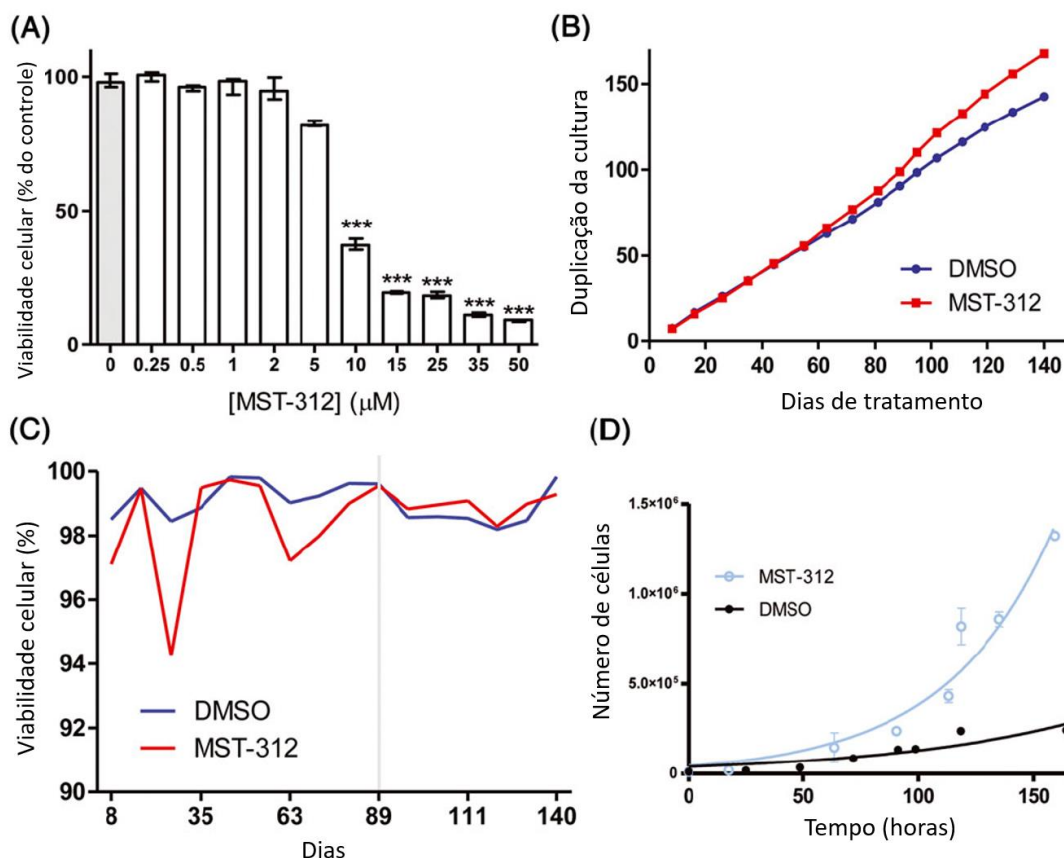 (A)
Viabilidade celular (% do controle)
100
50
0
***
***
***
***
***
0 0.25 0.5 1 2 5 10 15 25 35 50
[MST-312] (μM)
(B)
Duplicação da cultura
150
100
50
0
DMSO
MST-312
0 20 40 60 80 100 120 140
Dias de tratamento
(C)
Viabilidade celular (%)
100
98
96
94
92
90
DMSO
MST-312
8 35 63 89 111 140
Dias
(D)
Número de células
1.5×10⁶
1.0×10⁶
5.0×10⁵
0
MST-312
DMSO
0 50 100 150
Tempo (horas)